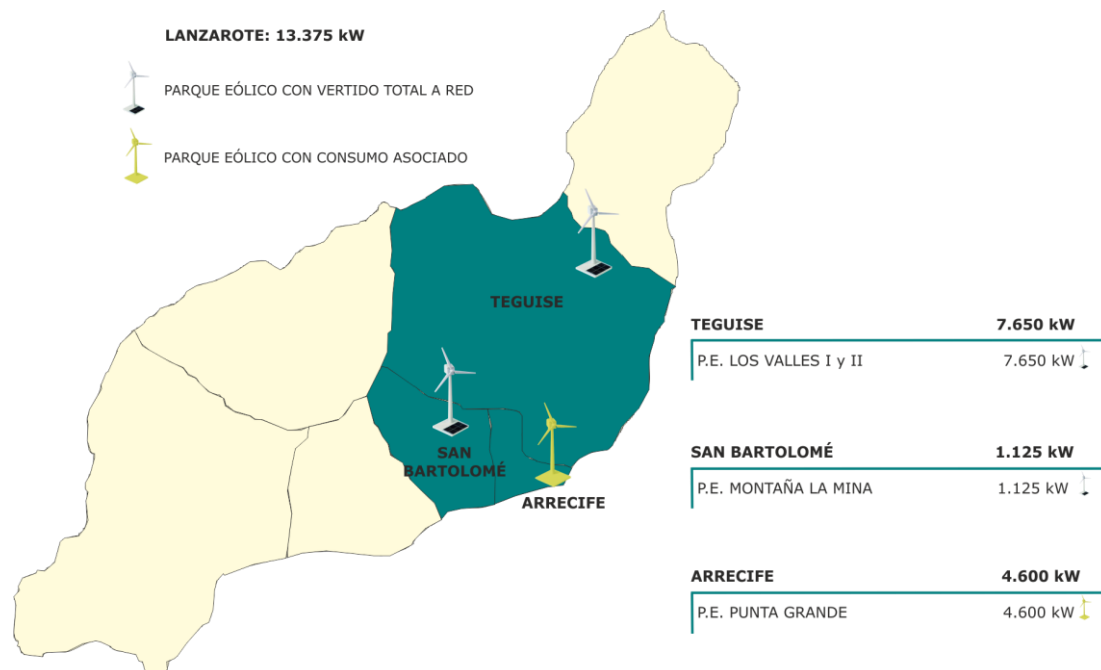 LANZAROTE: 13.375 kW
PARQUE EÓLICO CON VERTIDO TOTAL A RED
PARQUE EÓLICO CON CONSUMO ASOCIADO
TEGUISE
SAN
BARTOLOMÉ
ARRECIFE
TEGUISE 7.650 kW
P.E. LOS VALLES I y II 7.650 kW
SAN BARTOLOMÉ 1.125 kW
P.E. MONTAÑA LA MINA 1.125 kW
ARRECIFE 4.600 kW
P.E. PUNTA GRANDE 4.600 kW